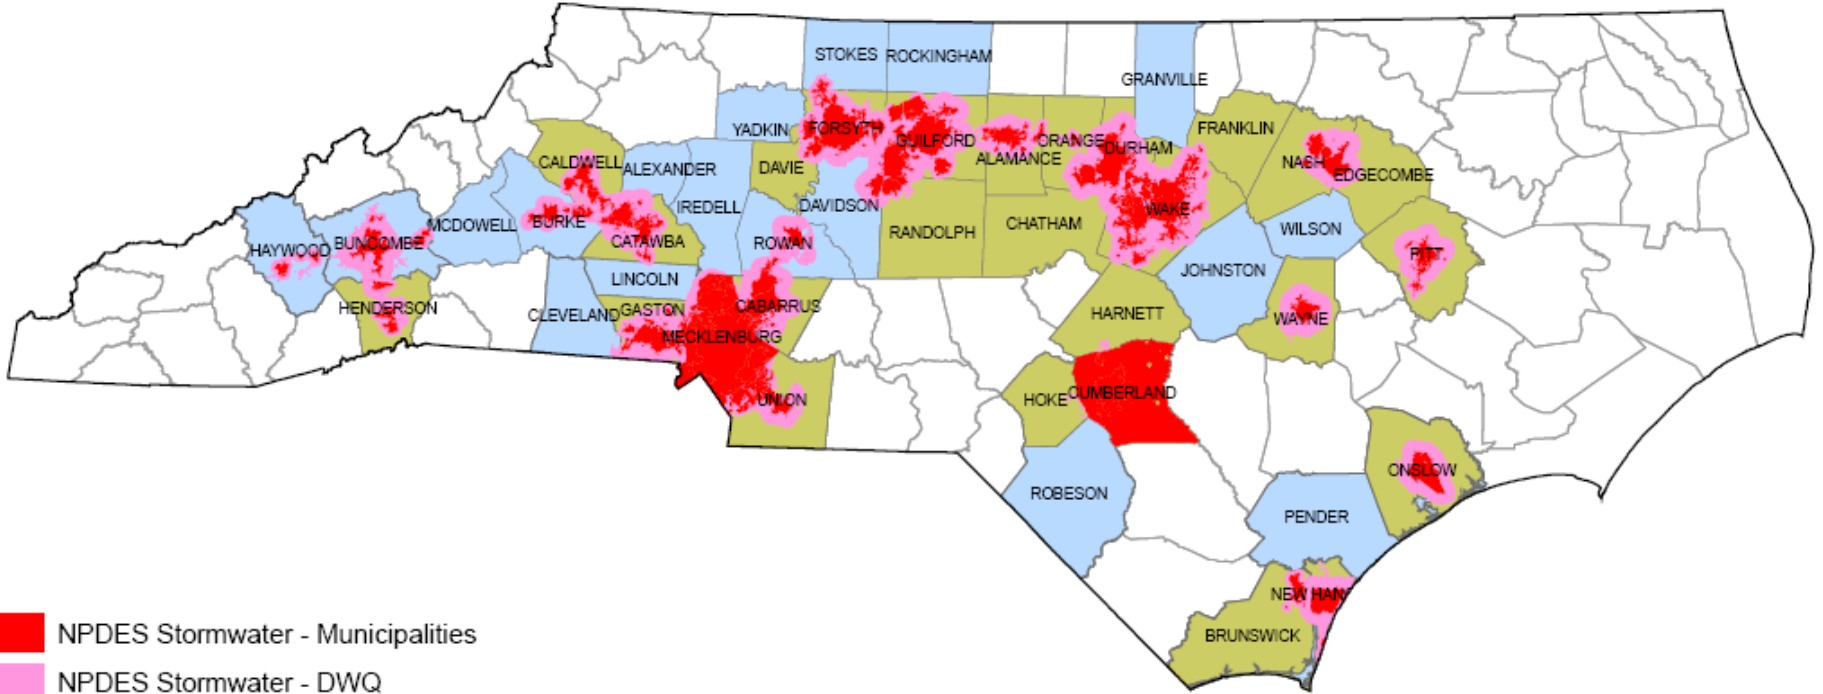 STOKES ROCKINGHAM
GRANVILLE
YADKIN FORSYTH GUILFORD ORANGE DURHAM FRANKLIN
CALDWELL ALEXANDER DAVIE ALAMANCE NASH EDGECOMBE
IREDELL DAVIDSON WAKE
HAYWOOD BUNCOMBE MCDOWELL BURKE CATAWBA ROWAN RANDOLPH CHATHAM WILSON PITT
LINCOLN JOHNSTON
HENDERSON CLEVELAND GASTON CABARRUS HARNETT WAYNE
MECKLENBURG
UNION HOKE CUMBERLAND
ONSLOW
ROBESON PENDER
NEW HAN
BRUNSWICK
NPDES Stormwater - Municipalities
NPDES Stormwater - DWQ